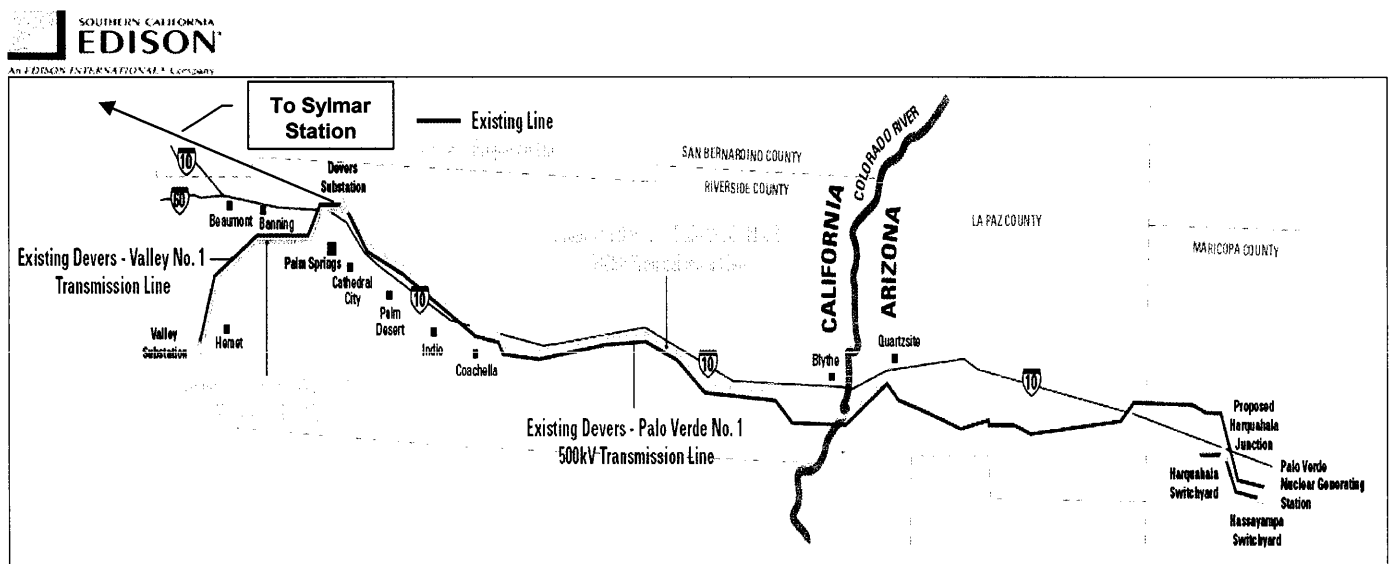 SOUTHERN CALIFORNIA
EDISON
An EDISON INTERNATIONAL Company
To Sylmar
Station
Existing Line
SAN BERNARDINO COUNTY
RIVERSIDE COUNTY
COLORADO RIVER
CALIFORNIA
ARIZONA
LA PAZ COUNTY
MARICOPA COUNTY
10
60
Devers
Substation
Beaumont
Banning
Existing Devers - Valley No. 1
Transmission Line
Palm Springs
Cathedral
City
10
Palm
Desert
Indio
Coachella
Valley
Substation
Hemet
10
Blythe
Quartzsite
10
Existing Devers - Palo Verde No. 1
500kV Transmission Line
Proposed
Harquahala
Junction
Harquahala
Switchyard
Palo Verde
Nuclear Generating
Station
Hassayampa
Switchyard